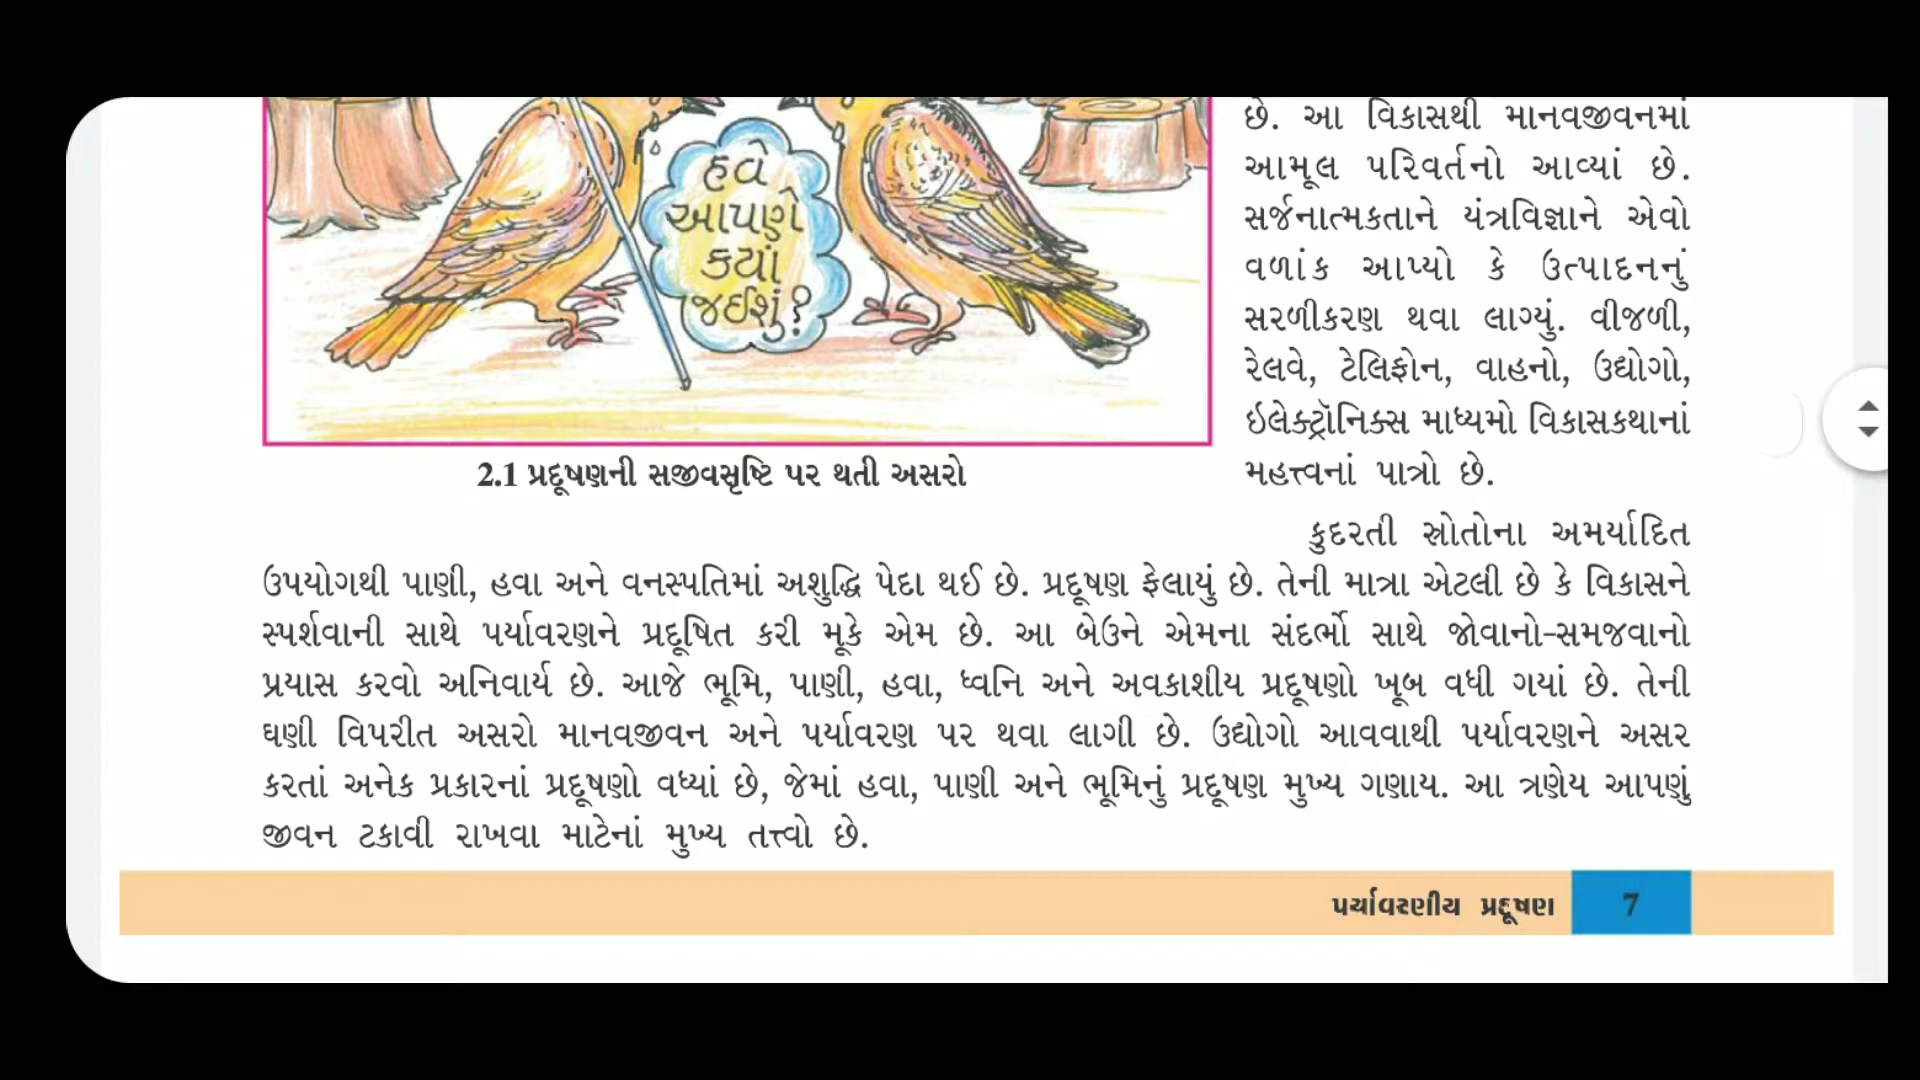 હવે
આપણે
કયાં
જઈશું?
2.1 પ્રદૂષણની સજીવસૃષ્ટિ પર થતી અસરો
છે. આ વિકાસથી માનવજીવનમાં
આમૂલ પરિવર્તનો આવ્યાં છે.
સર્જનાત્મકતાને યંત્રવિજ્ઞાને એવો
વળાંક આપ્યો કે ઉત્પાદનનું
સરળીકરણ થવા લાગ્યું. વીજળી,
રેલવે, ટેલિફોન, વાહનો, ઉદ્યોગો,
ઇલેક્ટ્રૉનિક્સ માધ્યમો વિકાસકથાનાં
મહત્ત્વનાં પાત્રો છે.
કુદરતી સ્રોતોના અમર્યાદિત
ઉપયોગથી પાણી, હવા અને વનસ્પતિમાં અશુદ્ધિ પેદા થઈ છે. પ્રદૂષણ ફેલાયું છે. તેની માત્રા એટલી છે કે વિકાસને
સ્પર્શવાની સાથે પર્યાવરણને પ્રદૂષિત કરી મૂકે એમ છે. આ બેઉને એમના સંદર્ભો સાથે જોવાનો-સમજવાનો
પ્રયાસ કરવો અનિવાર્ય છે. આજે ભૂમિ, પાણી, હવા, ધ્વનિ અને અવકાશીય પ્રદૂષણો ખૂબ વધી ગયાં છે. તેની
ઘણી વિપરીત અસરો માનવજીવન અને પર્યાવરણ પર થવા લાગી છે. ઉદ્યોગો આવવાથી પર્યાવરણને અસર
કરતાં અનેક પ્રકારનાં પ્રદૂષણો વધ્યાં છે, જેમાં હવા, પાણી અને ભૂમિનું પ્રદૂષણ મુખ્ય ગણાય. આ ત્રણેય આપણું
જીવન ટકાવી રાખવા માટેનાં મુખ્ય તત્ત્વો છે.
પર્યાવરણીય પ્રદૂષણ 7